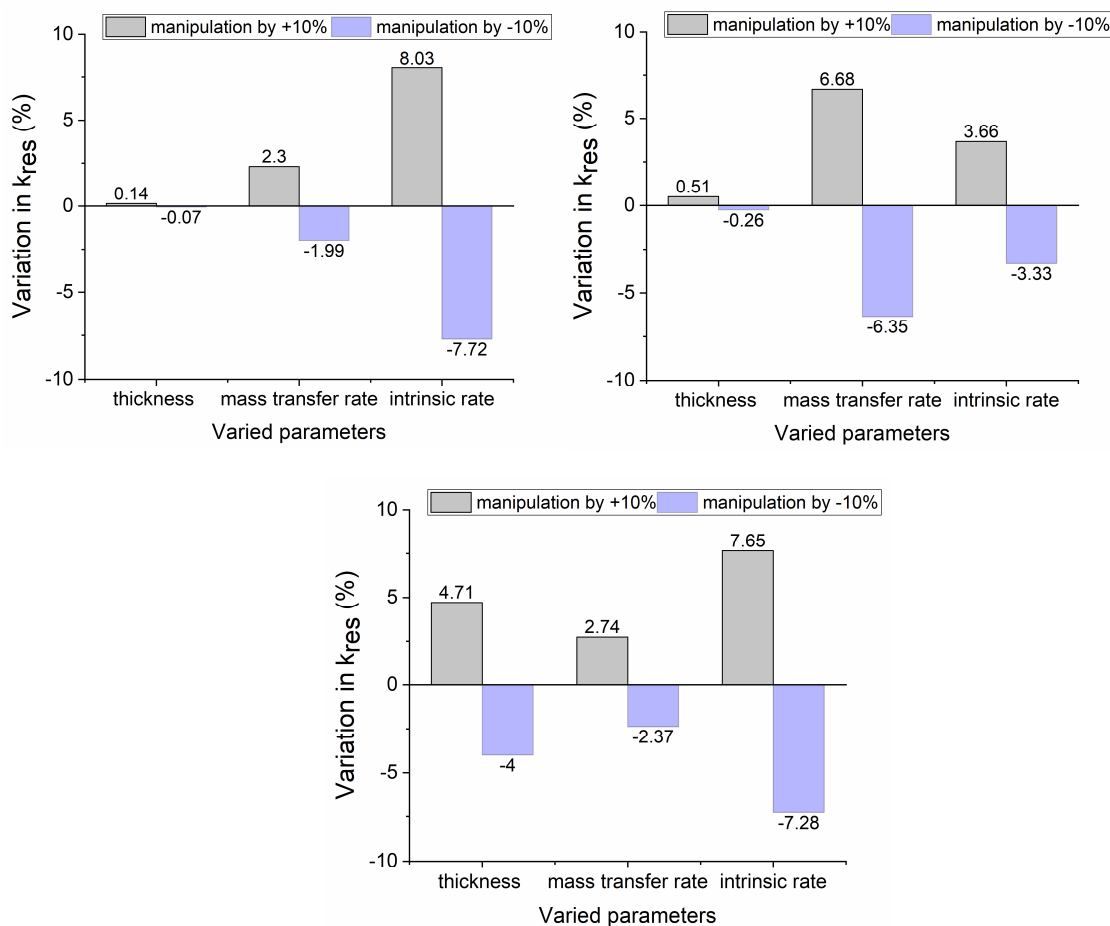 manipulation by +10% manipulation by -10%
10
5
0
-5
-10
Variation in kres (%)
0.14
-0.07
2.3
-1.99
8.03
-7.72
thickness mass transfer rate intrinsic rate
Varied parameters
manipulation by +10% manipulation by -10%
10
5
0
-5
-10
Variation in kres (%)
0.51
-0.26
6.68
-6.35
3.66
-3.33
thickness mass transfer rate intrinsic rate
Varied parameters
manipulation by +10% manipulation by -10%
10
5
0
-5
-10
Variation in kres (%)
4.71
-4
2.74
-2.37
7.65
-7.28
thickness mass transfer rate intrinsic rate
Varied parameters